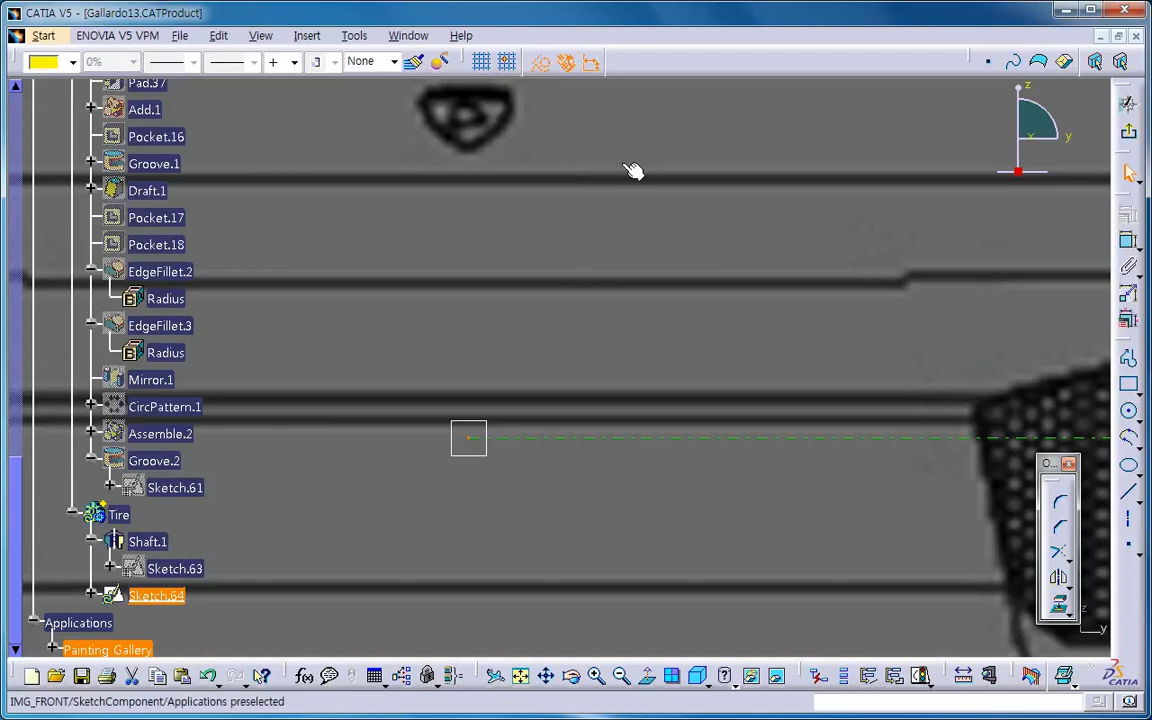 CATIA V5 - [Gallardo13.CATProduct]
Start ENOVIA V5 VPM File Edit View Insert Tools Window Help
0% None
Pad.37
Add.1
Pocket.16
Groove.1
Draft.1
Pocket.17
Pocket.18
EdgeFillet.2
Radius
EdgeFillet.3
Radius
Mirror.1
CircPattern.1
Assemble.2
Groove.2
Sketch.61
Tire
Shaft.1
Sketch.63
Sketch.64
Applications
Painting Gallery
z
x y
O...
z
y
f(x)
CATIA
IMG_FRONT/SketchComponent/Applications preselected